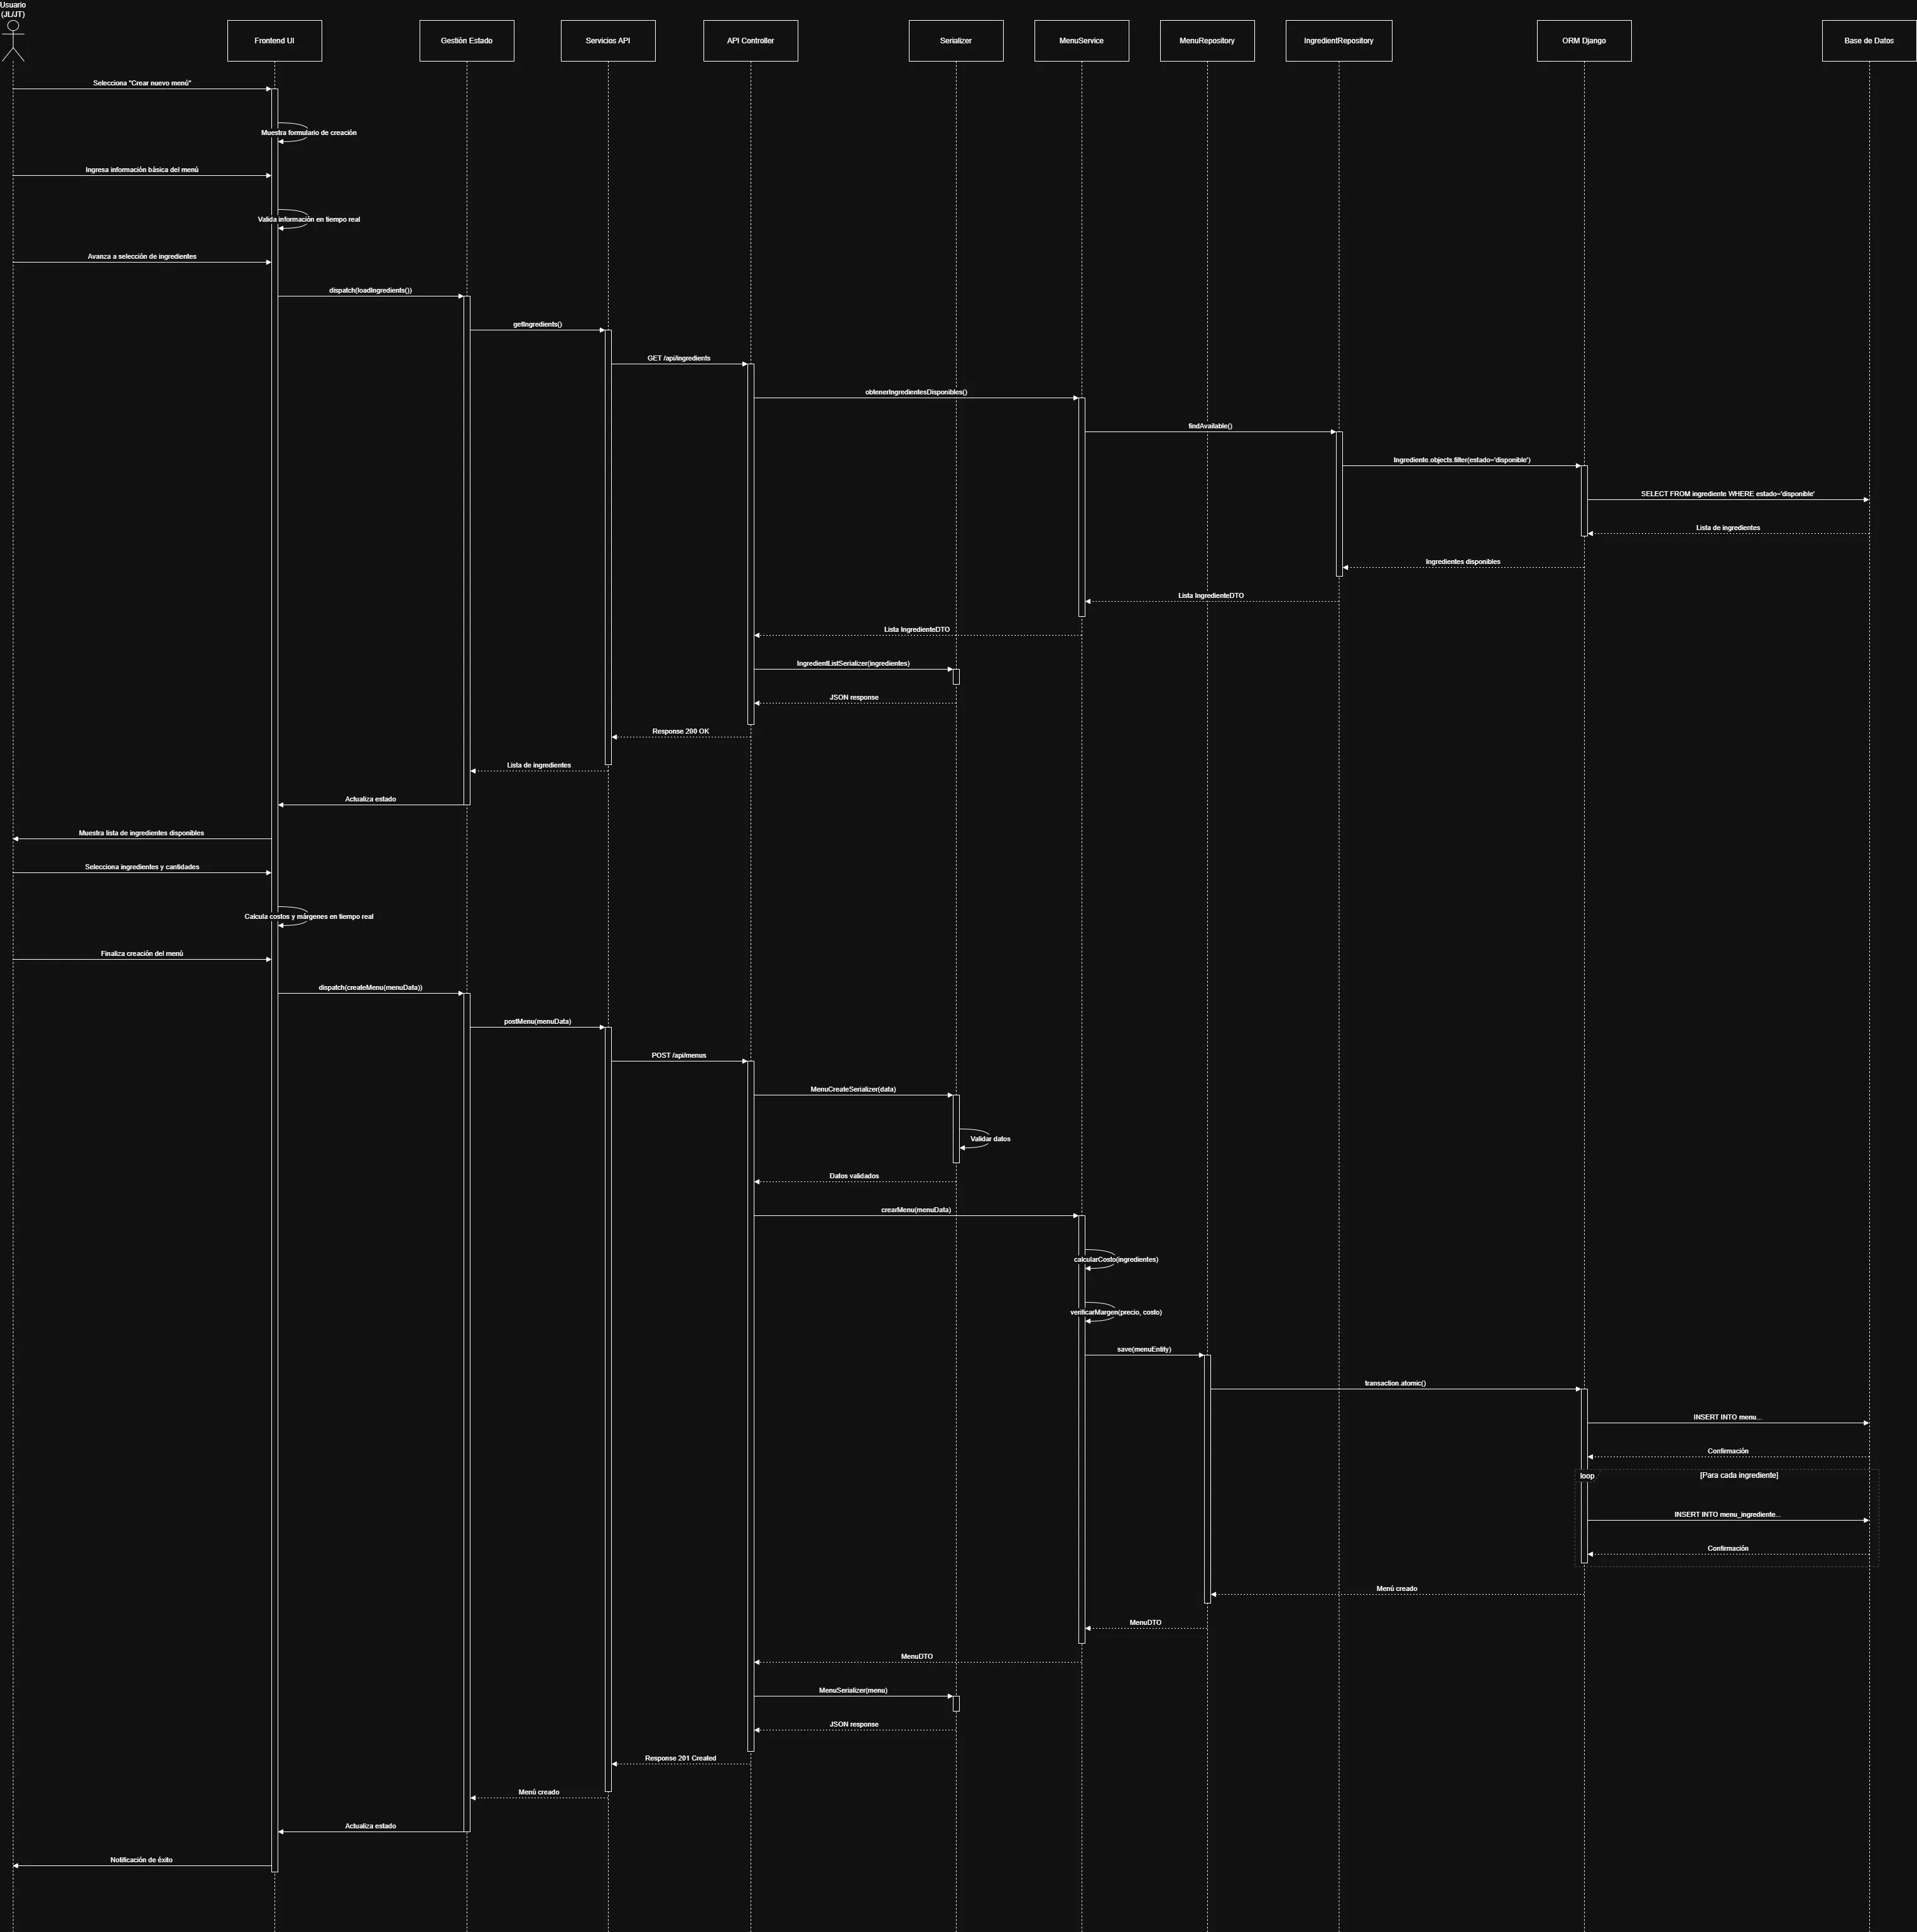 Usuario
(JL/JT)
Frontend UI
Gestión Estado
Servicios API
API Controller
Serializer
MenuService
MenuRepository
IngredientRepository
ORM Django
Base de Datos
Selecciona "Crear nuevo menú"
Muestra formulario de creación
Ingresa información básica del menú
Valida información en tiempo real
Avanza a selección de ingredientes
dispatch(loadIngredients())
getIngredients()
GET /api/ingredients
obtenerIngredientesDisponibles()
findAvailable()
Ingrediente.objects.filter(estado='disponible')
SELECT FROM ingrediente WHERE estado='disponible'
Lista de ingredientes
Ingredientes disponibles
Lista IngredienteDTO
Lista IngredienteDTO
IngredientListSerializer(ingredientes)
JSON response
Response 200 OK
Lista de ingredientes
Actualiza estado
Muestra lista de ingredientes disponibles
Selecciona ingredientes y cantidades
Calcula costos y márgenes en tiempo real
Finaliza creación del menú
dispatch(createMenu(menuData))
postMenu(menuData)
POST /api/menus
MenuCreateSerializer(data)
Validar datos
Datos validados
crearMenu(menuData)
calcularCosto(ingredientes)
verificarMargen(precio, costo)
save(menuEntity)
transaction.atomic()
INSERT INTO menu...
Confirmación
loop
[Para cada ingrediente]
INSERT INTO menu_ingrediente...
Confirmación
Menú creado
MenuDTO
MenuDTO
MenuSerializer(menu)
JSON response
Response 201 Created
Menú creado
Actualiza estado
Notificación de éxito